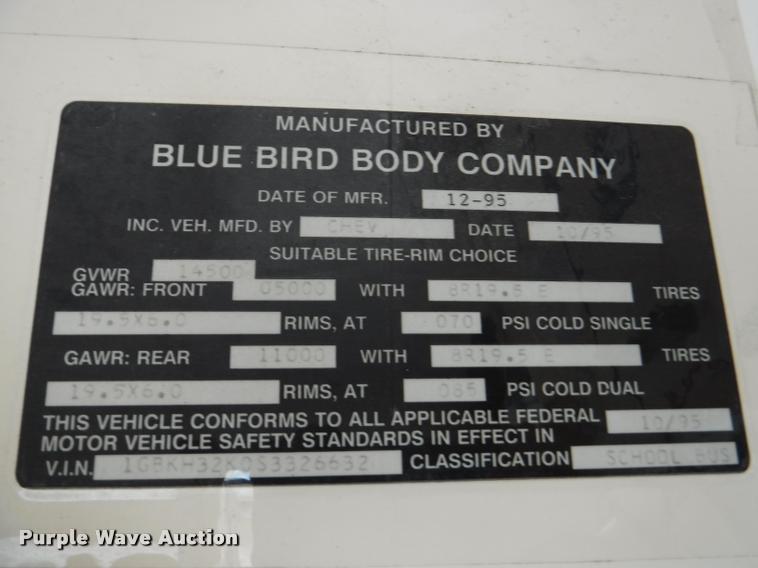 MANUFACTURED BY
BLUE BIRD BODY COMPANY
DATE OF MFR. 12-95
INC. VEH. MFD. BY CHEV. DATE 10/95
SUITABLE TIRE-RIM CHOICE
GVWR 14500
GAWR: FRONT 05000 WITH 8R19.5 E TIRES
19.5X6.0 RIMS, AT 070 PSI COLD SINGLE
GAWR: REAR 11000 WITH 8R19.5 E TIRES
19.5X6.0 RIMS, AT 085 PSI COLD DUAL
THIS VEHICLE CONFORMS TO ALL APPLICABLE FEDERAL 10/95
MOTOR VEHICLE SAFETY STANDARDS IN EFFECT IN
V.I.N. 1GBKH32K0S3326632 CLASSIFICATION SCHOOL BUS
Purple Wave Auction